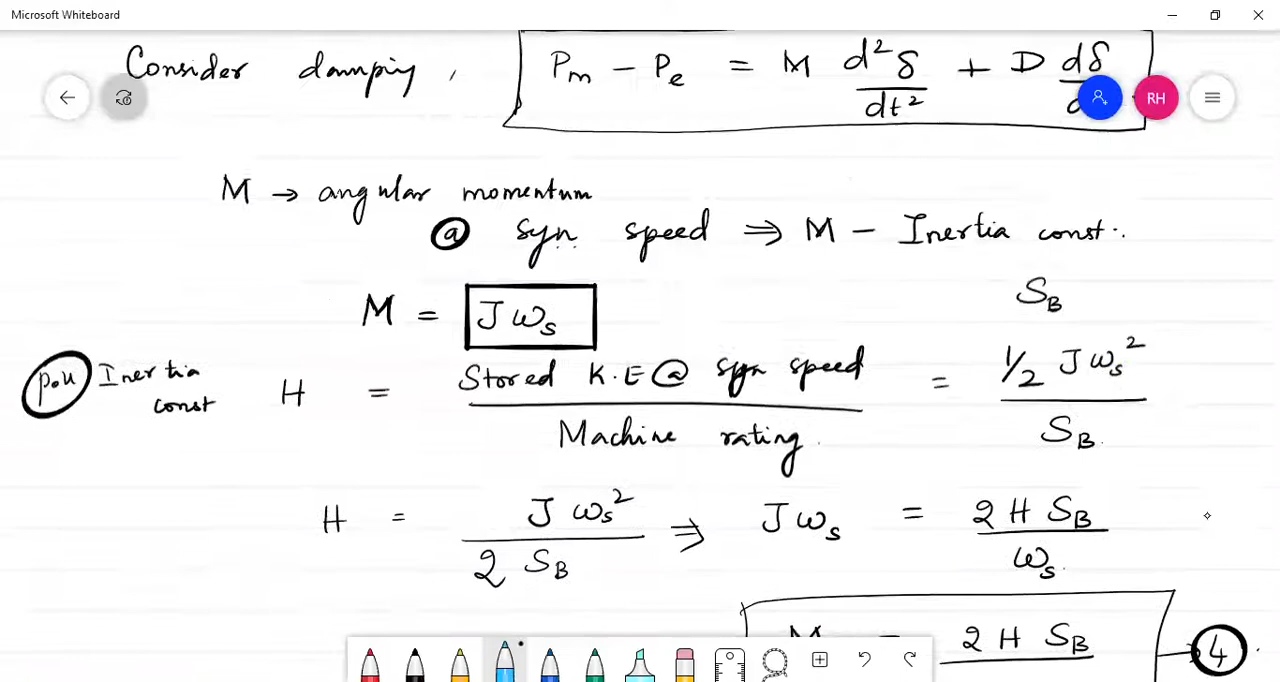 Microsoft Whiteboard
Consider damping, Pm − Pe = M d²δ/dt² + D dδ/
RH
M → angular momentum
@ syn speed ⇒ M − Inertia const..
M = Jωs
SB
p.u Inertia const H = Stored K.E @ syn speed / Machine rating. = 1/2 Jωs² / SB.
H = Jωs² / 2 SB ⇒ Jωs = 2 H SB / ωs.
M = 2 H SB → 4.